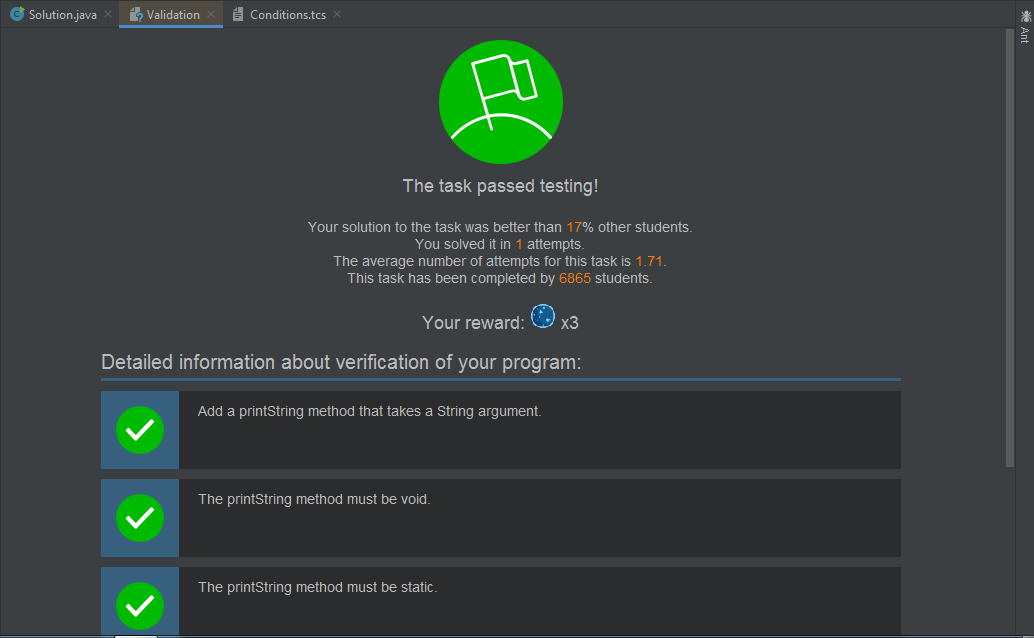 Solution.java
Validation
Conditions.tcs
Ant
The task passed testing!
Your solution to the task was better than 17% other students.
You solved it in 1 attempts.
The average number of attempts for this task is 1.71.
This task has been completed by 6865 students.
Your reward: x3
Detailed information about verification of your program:
Add a printString method that takes a String argument.
The printString method must be void.
The printString method must be static.